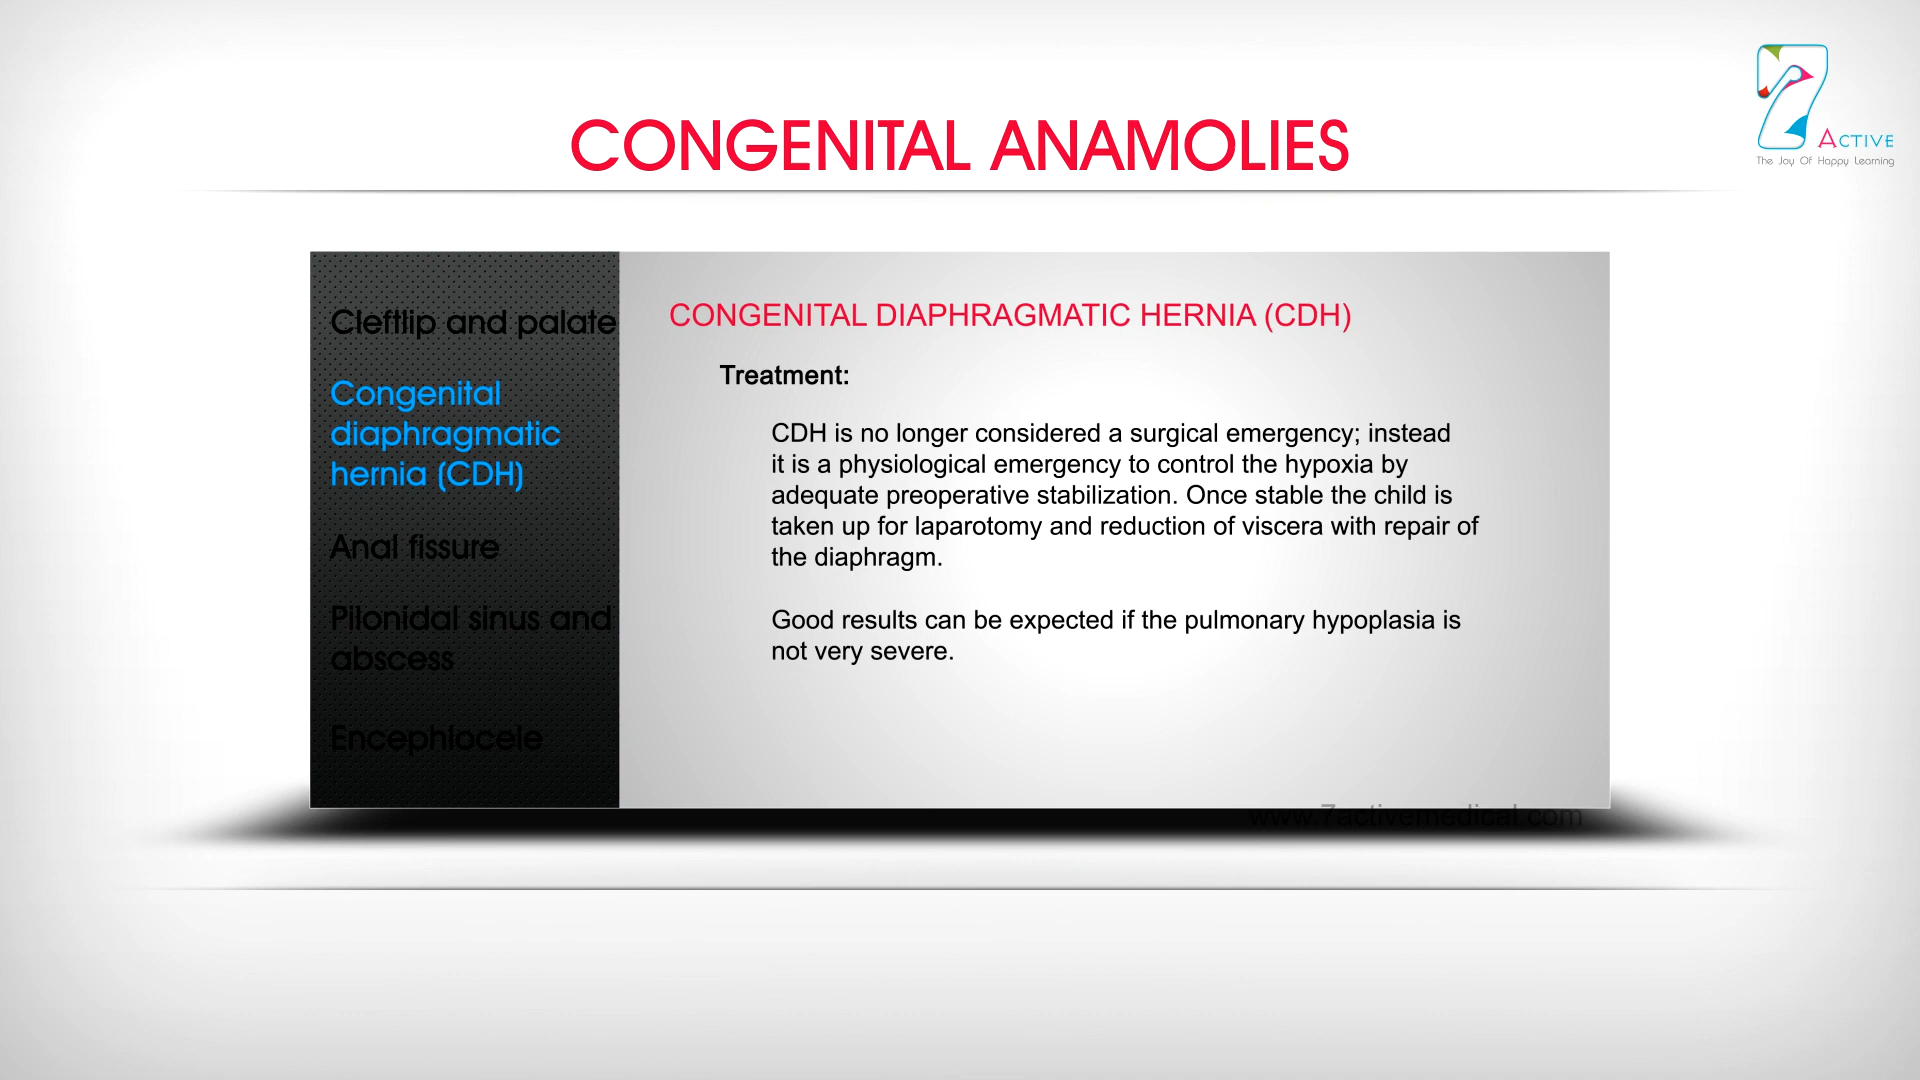 CONGENITAL ANAMOLIES
ACTIVE
The Joy Of Happy Learning
Cleftlip and palate
Congenital
diaphragmatic
hernia (CDH)
Anal fissure
Pilonidal sinus and
abscess
Encephlocele
CONGENITAL DIAPHRAGMATIC HERNIA (CDH)
Treatment:
CDH is no longer considered a surgical emergency; instead
it is a physiological emergency to control the hypoxia by
adequate preoperative stabilization. Once stable the child is
taken up for laparotomy and reduction of viscera with repair of
the diaphragm.
Good results can be expected if the pulmonary hypoplasia is
not very severe.
www.7activemedical.com